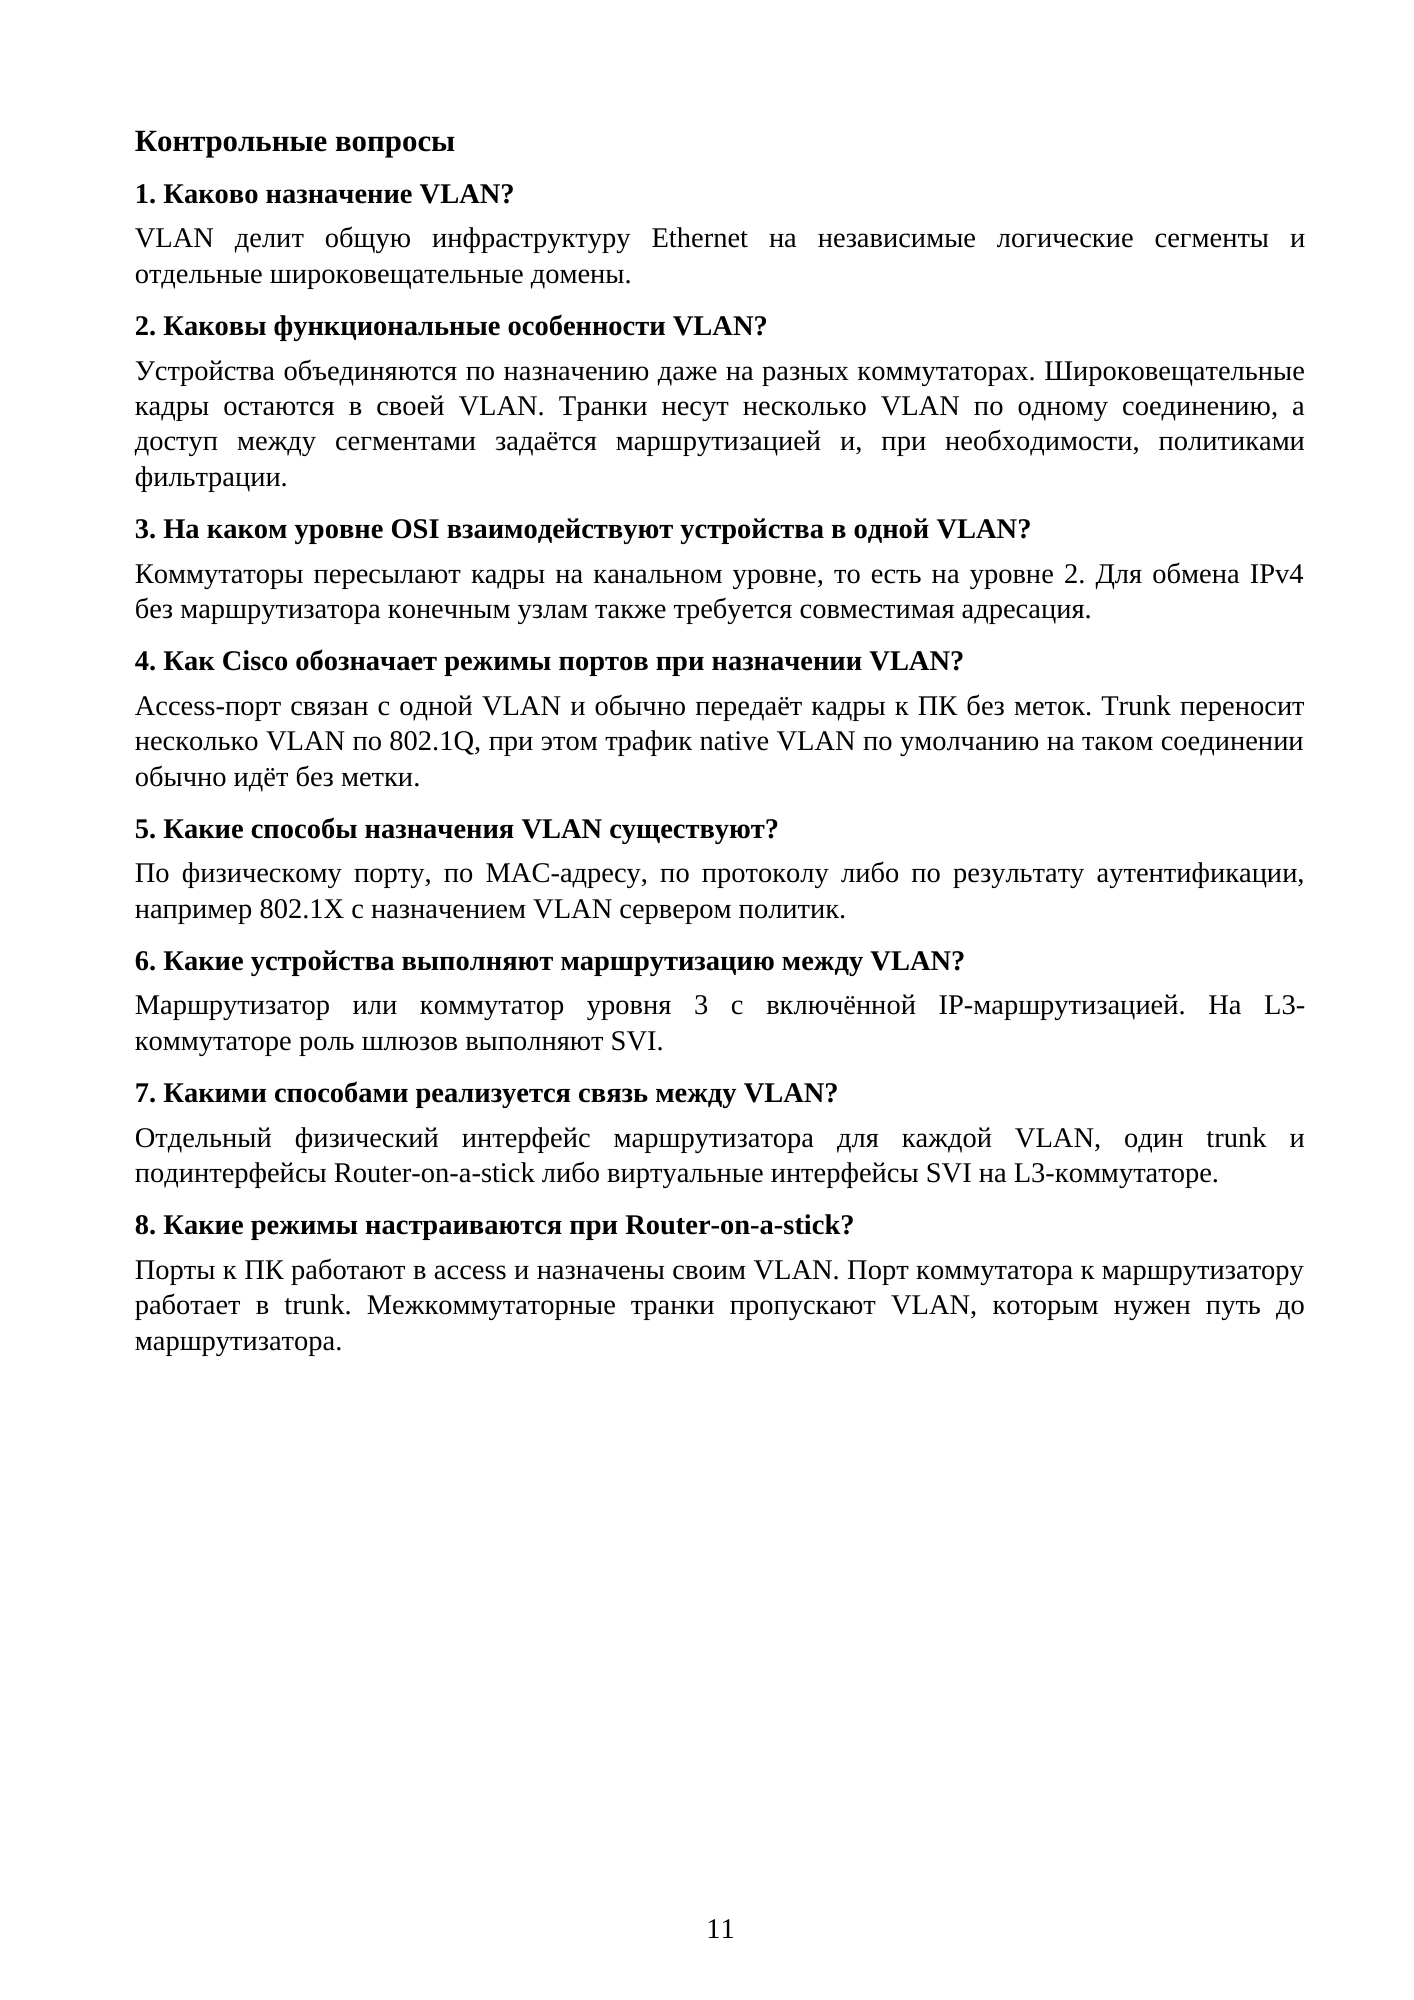 Контрольные вопросы
1. Каково назначение VLAN?
VLAN делит общую инфраструктуру Ethernet на независимые логические сегменты и
отдельные широковещательные домены.
2. Каковы функциональные особенности VLAN?
Устройства объединяются по назначению даже на разных коммутаторах. Широковещательные
кадры остаются в своей VLAN. Транки несут несколько VLAN по одному соединению, а
доступ между сегментами задаётся маршрутизацией и, при необходимости, политиками
фильтрации.
3. На каком уровне OSI взаимодействуют устройства в одной VLAN?
Коммутаторы пересылают кадры на канальном уровне, то есть на уровне 2. Для обмена IPv4
без маршрутизатора конечным узлам также требуется совместимая адресация.
4. Как Cisco обозначает режимы портов при назначении VLAN?
Access-порт связан с одной VLAN и обычно передаёт кадры к ПК без меток. Trunk переносит
несколько VLAN по 802.1Q, при этом трафик native VLAN по умолчанию на таком соединении
обычно идёт без метки.
5. Какие способы назначения VLAN существуют?
По физическому порту, по MAC-адресу, по протоколу либо по результату аутентификации,
например 802.1X с назначением VLAN сервером политик.
6. Какие устройства выполняют маршрутизацию между VLAN?
Маршрутизатор или коммутатор уровня 3 с включённой IP-маршрутизацией. На L3-
коммутаторе роль шлюзов выполняют SVI.
7. Какими способами реализуется связь между VLAN?
Отдельный физический интерфейс маршрутизатора для каждой VLAN, один trunk и
подинтерфейсы Router-on-a-stick либо виртуальные интерфейсы SVI на L3-коммутаторе.
8. Какие режимы настраиваются при Router-on-a-stick?
Порты к ПК работают в access и назначены своим VLAN. Порт коммутатора к маршрутизатору
работает в trunk. Межкоммутаторные транки пропускают VLAN, которым нужен путь до
маршрутизатора.
11